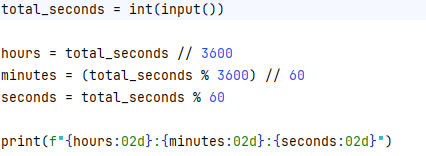 total_seconds = int(input())
hours = total_seconds // 3600
minutes = (total_seconds % 3600) // 60
seconds = total_seconds % 60
print(f"{hours:02d}:{minutes:02d}:{seconds:02d}")